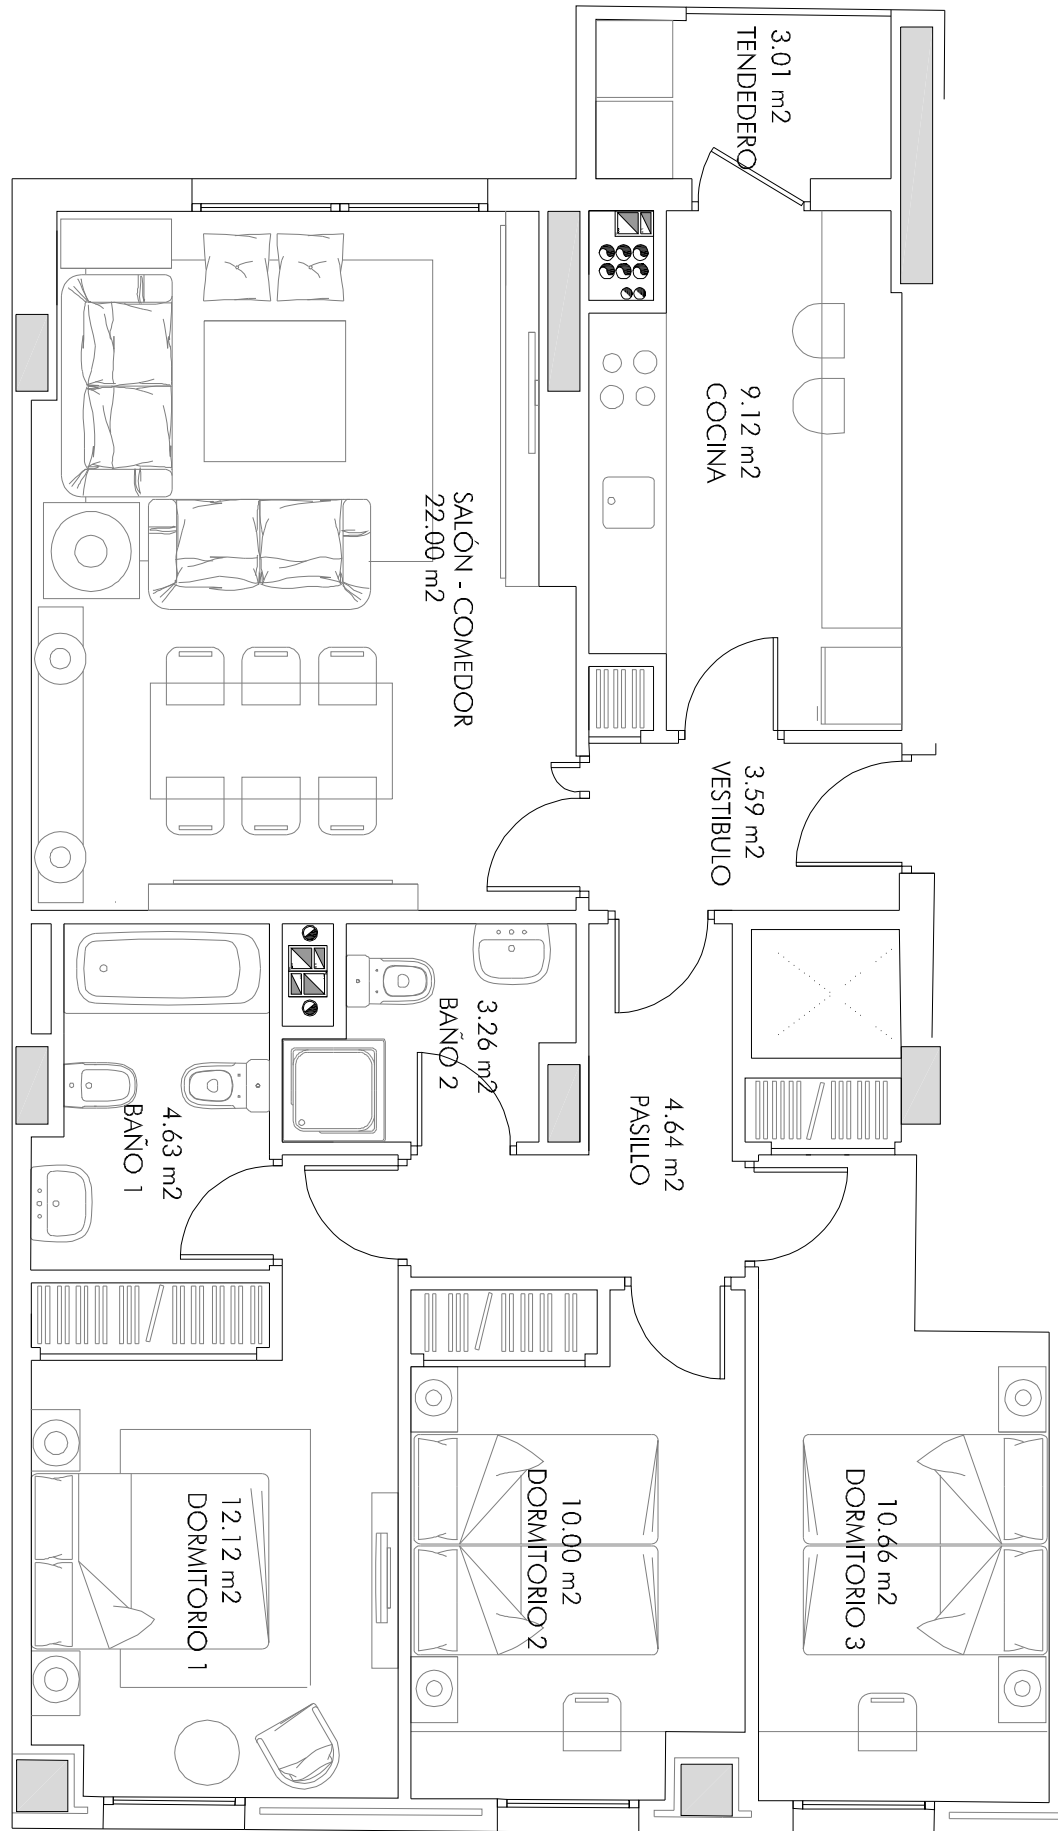 TENDEDERO
3.01 m2
COCINA
9.12 m2
SALÓN - COMEDOR
22.00 m2
VESTIBULO
3.59 m2
BAÑO 2
3.26 m2
PASILLO
4.64 m2
BAÑO 1
4.63 m2
DORMITORIO 1
12.12 m2
DORMITORIO 2
10.00 m2
DORMITORIO 3
10.66 m2